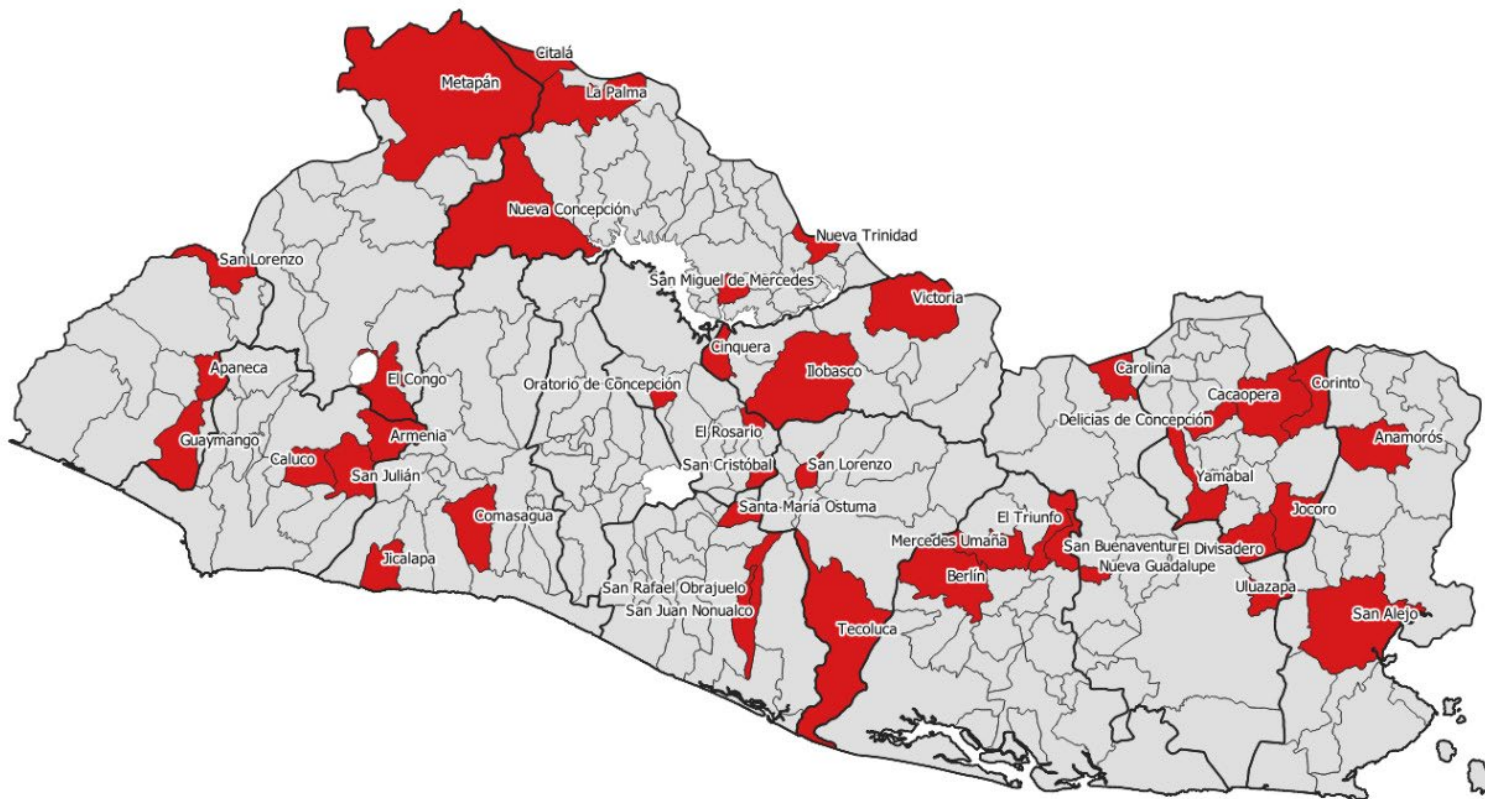 Citalá
Metapán
La Palma
Nueva Concepción
Nueva Trinidad
San Lorenzo
San Miguel de Mercedes
Victoria
Cinquera
Apaneca
Carolina
Ilobasco
El Congo
Oratorio de Concepción
Corinto
Cacaopera
Delicias de Concepción
El Rosario
Armenia
Anamorós
Guaymango
Caluco
San Cristóbal
San Lorenzo
San Julián
Yamabal
Santa María Ostuma
Jocoro
Comasagua
El Triunfo
Mercedes Umaña
San Buenaventur
El Divisadero
Jicalapa
Nueva Guadalupe
Berlín
Uluazapa
San Rafael Obrajuelo
San Juan Nonualco
San Alejo
Tecoluca